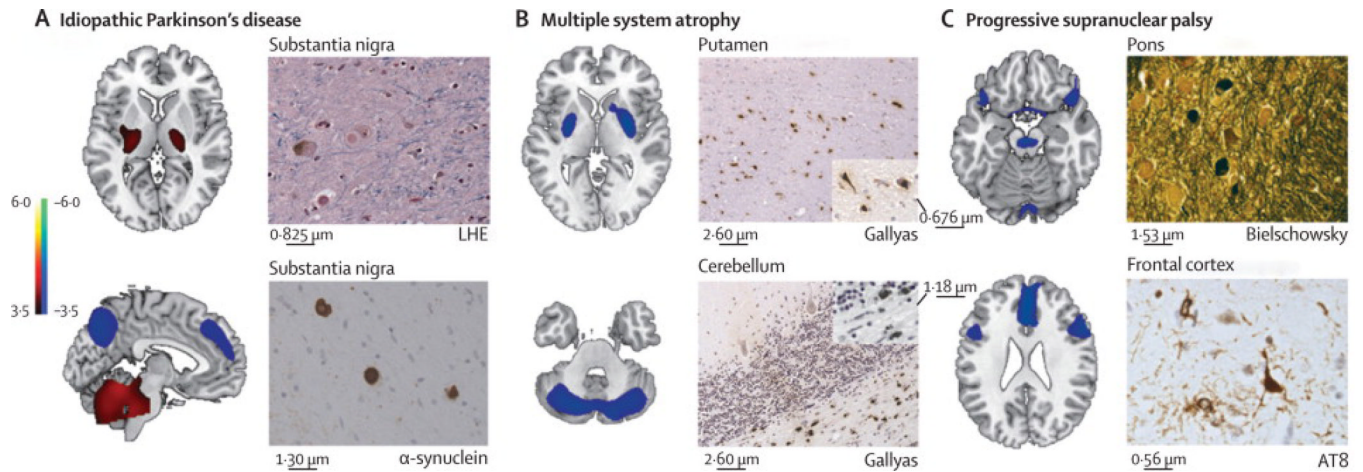 A Idiopathic Parkinson's disease
Substantia nigra
0·825 µm
LHE
6·0
–6·0
3·5
–3·5
Substantia nigra
1·30 µm
α-synuclein
B Multiple system atrophy
Putamen
0·676 µm
2·60 µm
Gallyas
Cerebellum
1·18 µm
2·60 µm
Gallyas
C Progressive supranuclear palsy
Pons
1·53 µm
Bielschowsky
Frontal cortex
0·56 µm
AT8